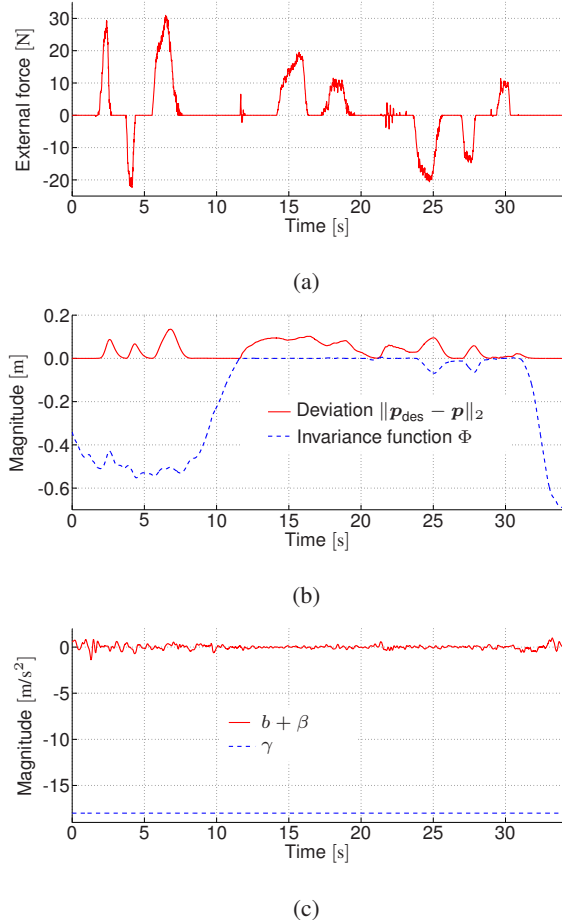 External force [N]
30
20
10
0
-10
-20
0 5 10 15 20 25 30
Time [s]
(a)
Magnitude [m]
0.2
0.0
-0.2
-0.4
-0.6
Deviation ‖p_des − p‖₂
Invariance function Φ
0 5 10 15 20 25 30
Time [s]
(b)
Magnitude [m/s²]
0
-5
-10
-15
b + β
γ
0 5 10 15 20 25 30
Time [s]
(c)